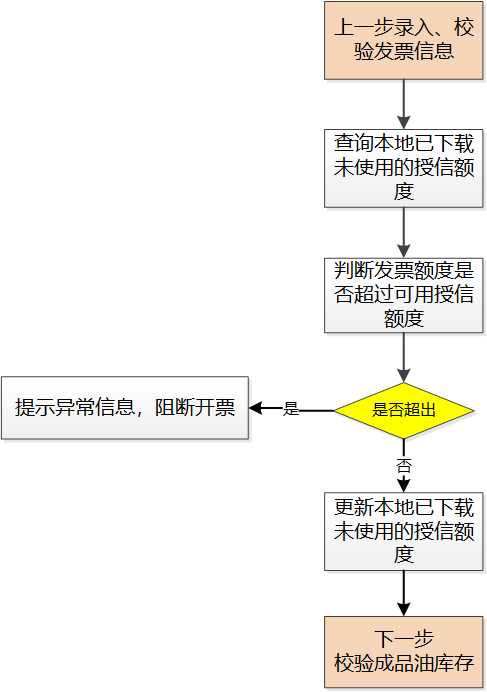 上一步录入、校
验发票信息
查询本地已下载
未使用的授信额
度
判断发票额度是
否超过可用授信
额度
是否超出
是
提示异常信息，阻断开票
否
更新本地已下载
未使用的授信额
度
下一步
校验成品油库存